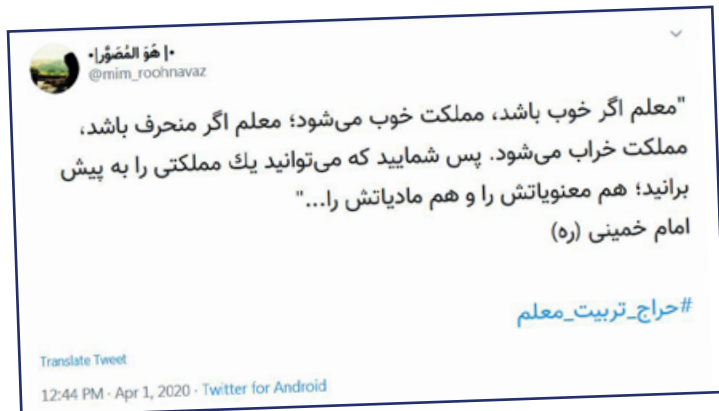 •| هُوَ المُصَوَّر|•
@mim_roohnavaz
"معلم اگر خوب باشد، مملکت خوب می‌شود؛ معلم اگر منحرف باشد،
مملکت خراب می‌شود. پس شمایید که می‌توانید یك مملکتی را به پیش
برانید؛ هم معنویاتش را و هم مادیاتش را..."
امام خمینی (ره)
#حراج_تربیت_معلم
Translate Tweet
12:44 PM · Apr 1, 2020 · Twitter for Android